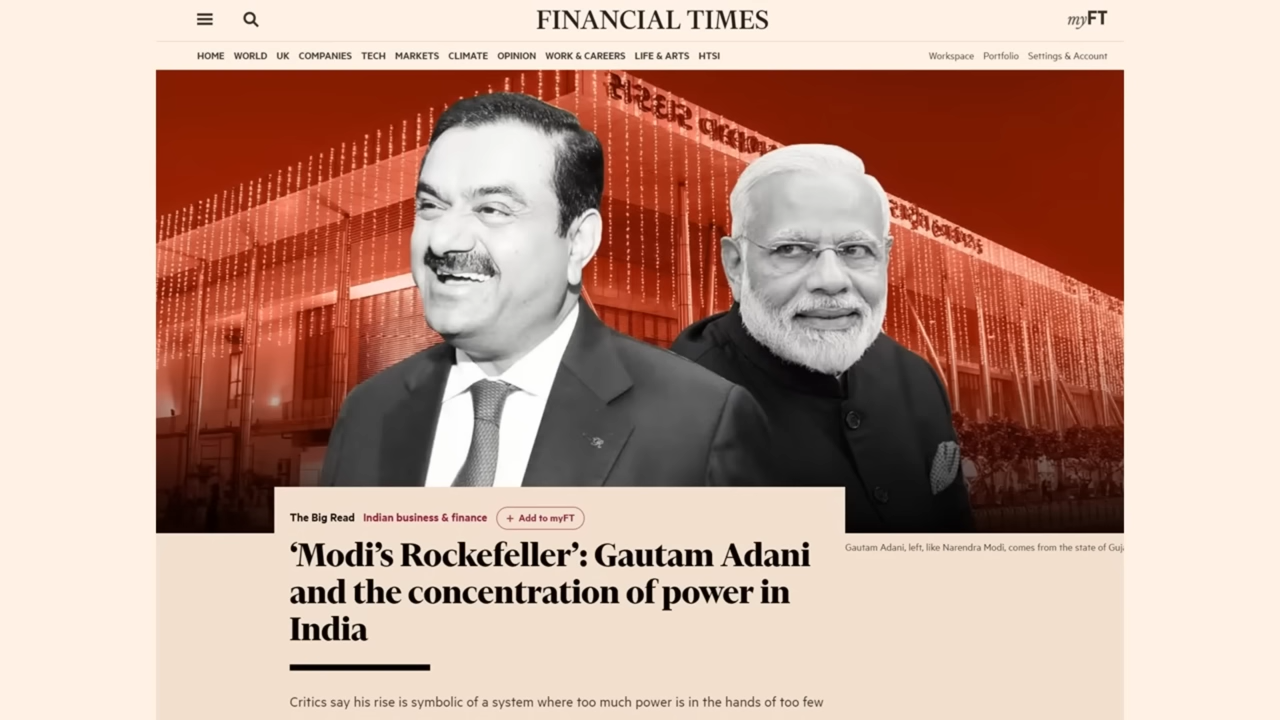 FINANCIAL TIMES
myFT
HOME WORLD UK COMPANIES TECH MARKETS CLIMATE OPINION WORK & CAREERS LIFE & ARTS HTSI
Workspace Portfolio Settings & Account
સરદાર
The Big Read Indian business & finance + Add to myFT
‘Modi’s Rockefeller’: Gautam Adani
and the concentration of power in
India
Gautam Adani, left, like Narendra Modi, comes from the state of
Critics say his rise is symbolic of a system where too much power is in the hands of too few